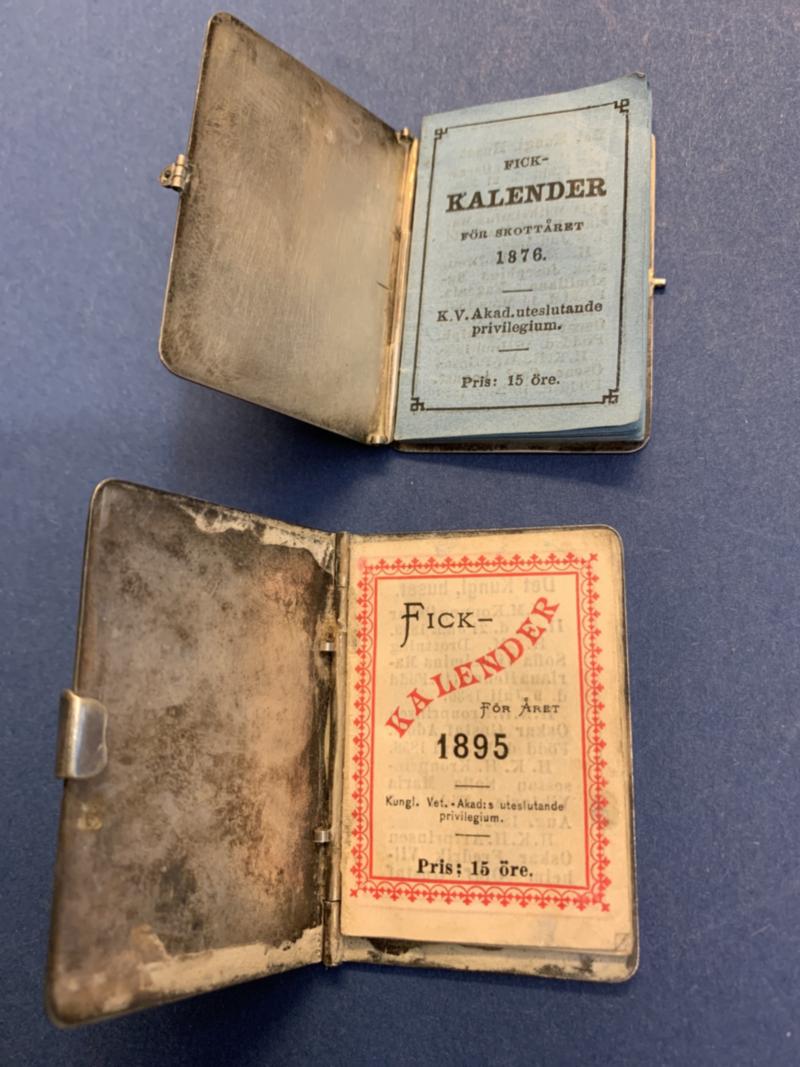 FICK-
KALENDER
FÖR SKOTTÅRET
1876.
K.V.Akad.uteslutande
privilegium.
Pris: 15 öre.
FICK-
KALENDER
FÖR ÅRET
1895
Kungl. Vet.-Akad:s uteslutande
privilegium.
Pris: 15 öre.